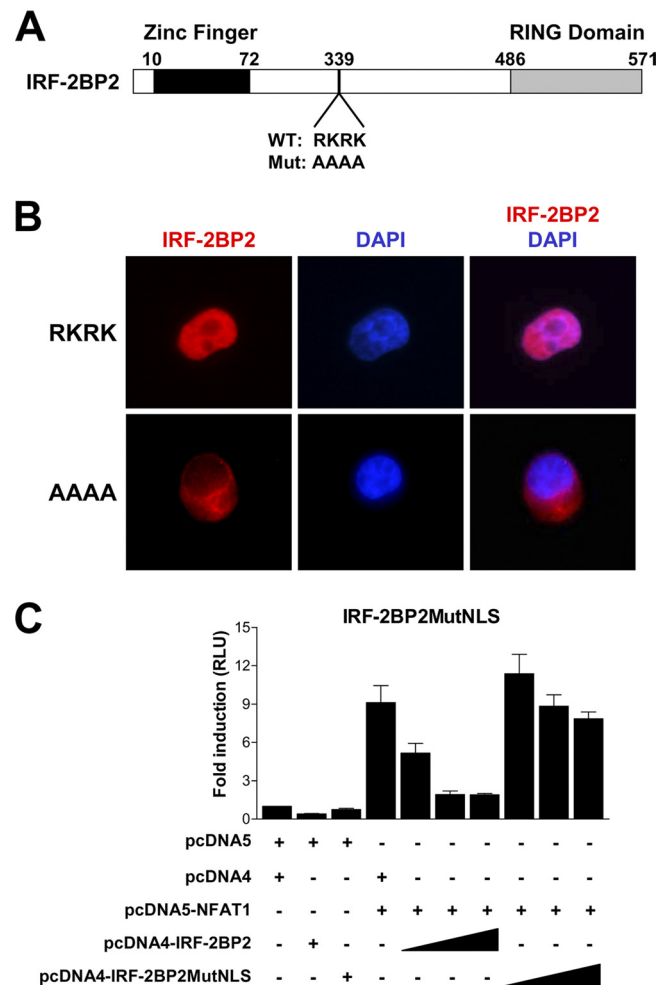 A
Zinc Finger RING Domain
10 72 339 486 571
IRF-2BP2
WT: RKRK
Mut: AAAA
B
IRF-2BP2 DAPI IRF-2BP2
DAPI
RKRK
AAAA
C
IRF-2BP2MutNLS
Fold induction (RLU)
15
12
9
6
3
0
pcDNA5 + + + - - - - - - -
pcDNA4 + - - + - - - - - -
pcDNA5-NFAT1 - - - + + + + + + +
pcDNA4-IRF-2BP2 - + - - - - -
pcDNA4-IRF-2BP2MutNLS - - + - - - -